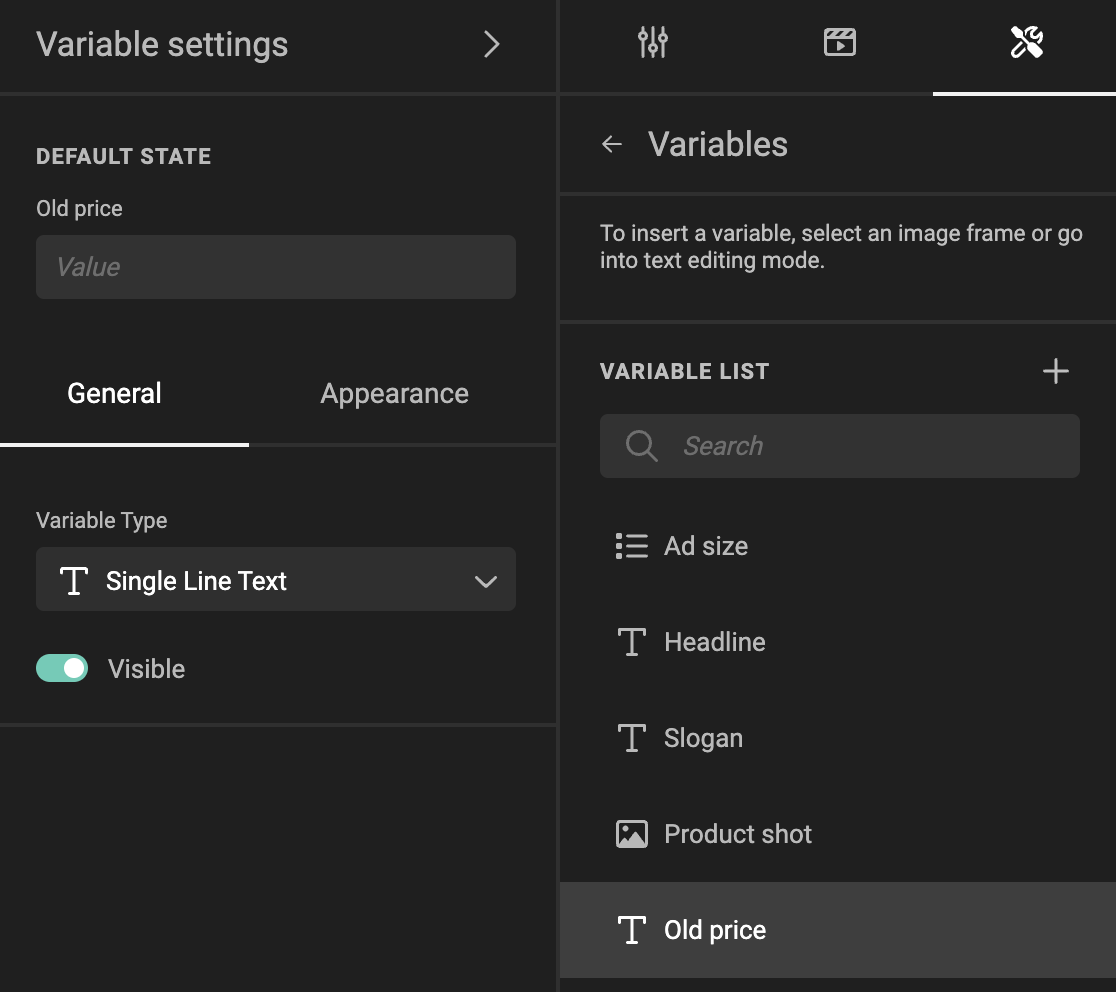 Variable settings
DEFAULT STATE
Old price
Value
General
Appearance
Variable Type
Single Line Text
Visible
Variables
To insert a variable, select an image frame or go
into text editing mode.
VARIABLE LIST
Search
Ad size
Headline
Slogan
Product shot
Old price